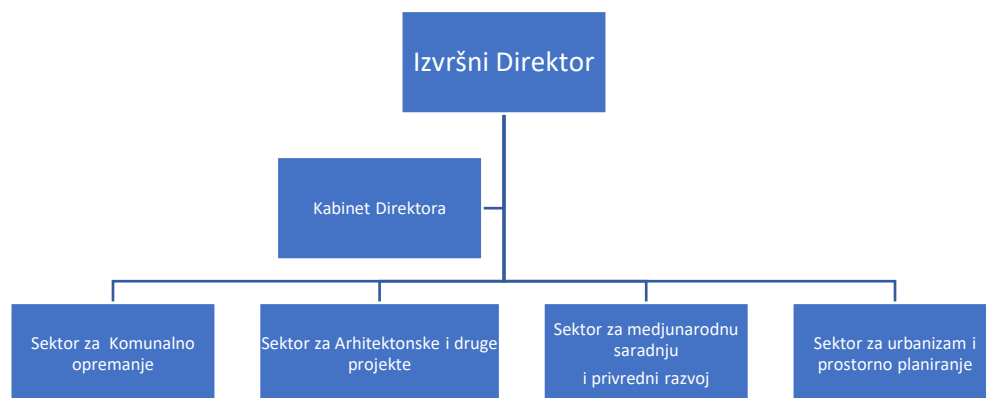 Izvršni Direktor
Kabinet Direktora
Sektor za Komunalno
opremanje
Sektor za Arhitektonske i druge
projekte
Sektor za medjunarodnu
saradnju
i privredni razvoj
Sektor za urbanizam i
prostorno planiranje